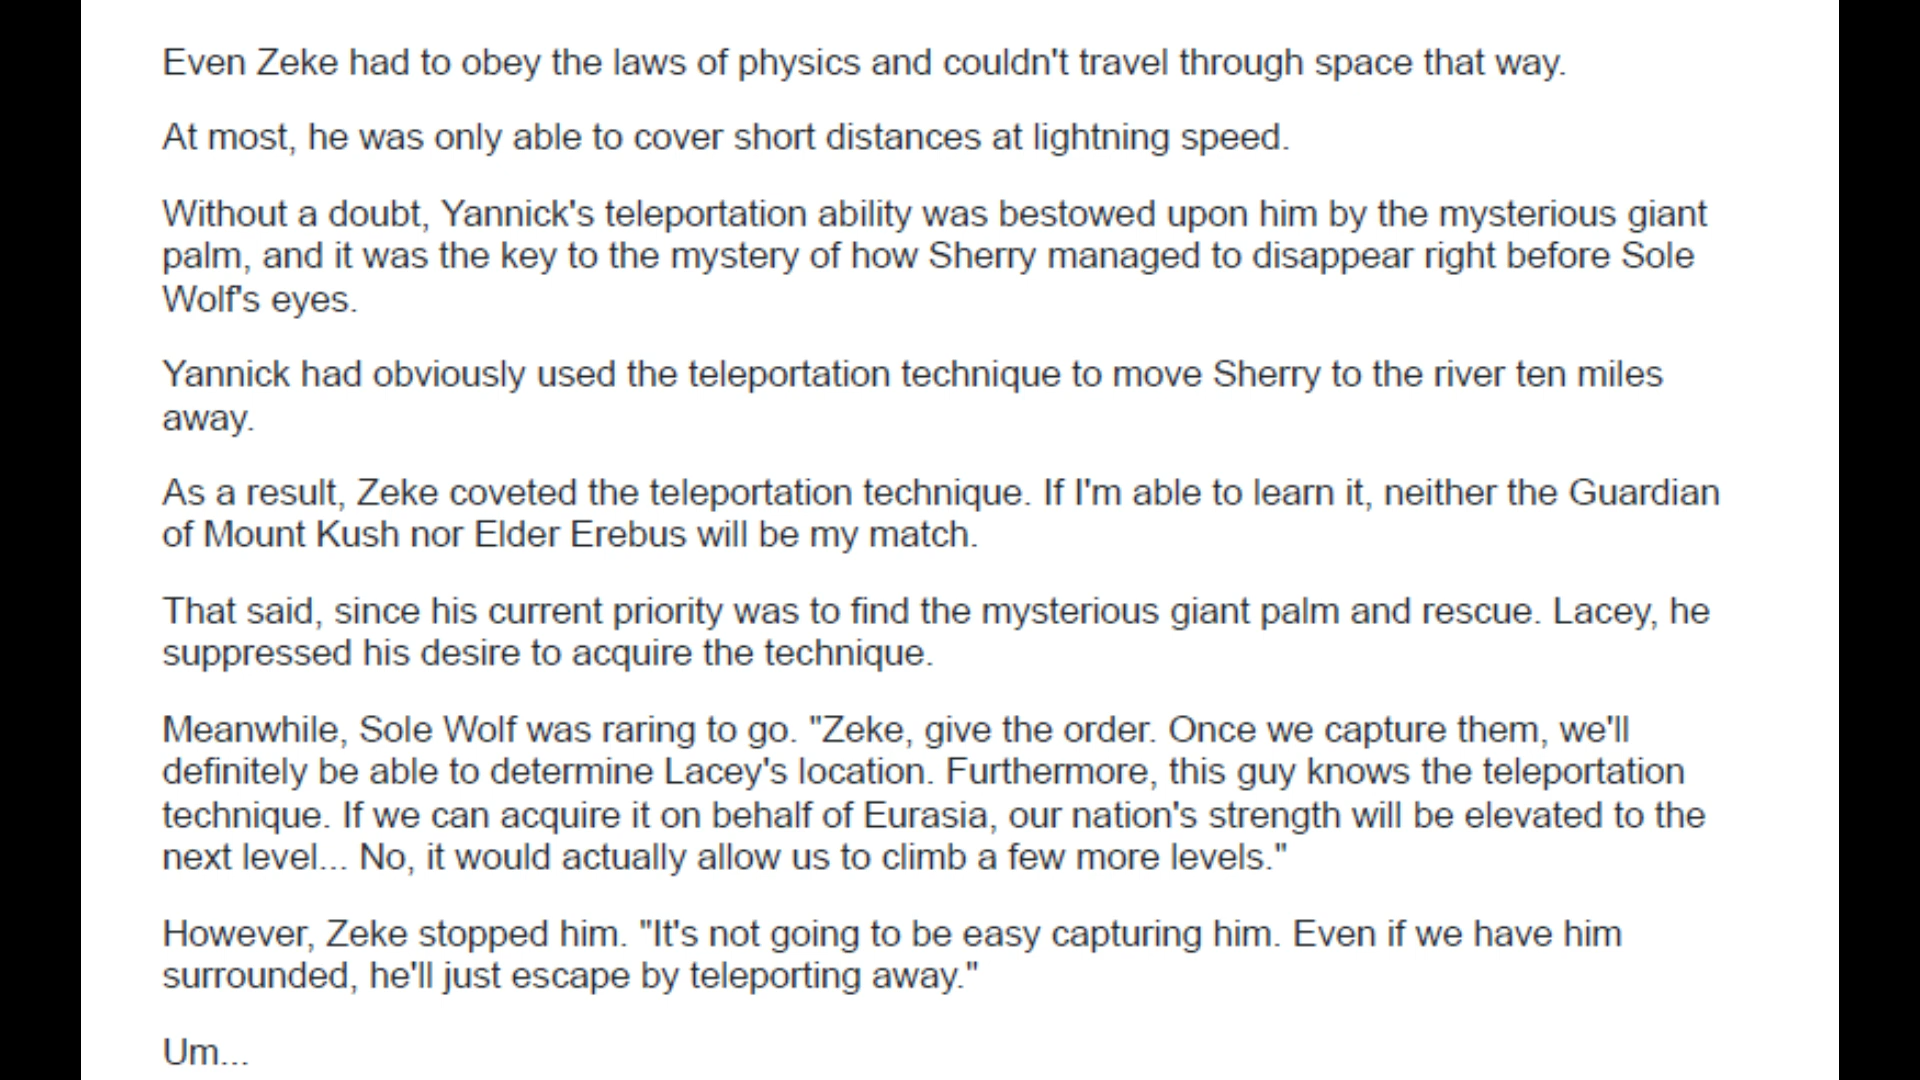 Even Zeke had to obey the laws of physics and couldn't travel through space that way.
At most, he was only able to cover short distances at lightning speed.
Without a doubt, Yannick's teleportation ability was bestowed upon him by the mysterious giant
palm, and it was the key to the mystery of how Sherry managed to disappear right before Sole
Wolf's eyes.
Yannick had obviously used the teleportation technique to move Sherry to the river ten miles
away.
As a result, Zeke coveted the teleportation technique. If I'm able to learn it, neither the Guardian
of Mount Kush nor Elder Erebus will be my match.
That said, since his current priority was to find the mysterious giant palm and rescue. Lacey, he
suppressed his desire to acquire the technique.
Meanwhile, Sole Wolf was raring to go. "Zeke, give the order. Once we capture them, we'll
definitely be able to determine Lacey's location. Furthermore, this guy knows the teleportation
technique. If we can acquire it on behalf of Eurasia, our nation's strength will be elevated to the
next level... No, it would actually allow us to climb a few more levels."
However, Zeke stopped him. "It's not going to be easy capturing him. Even if we have him
surrounded, he'll just escape by teleporting away."
Um...